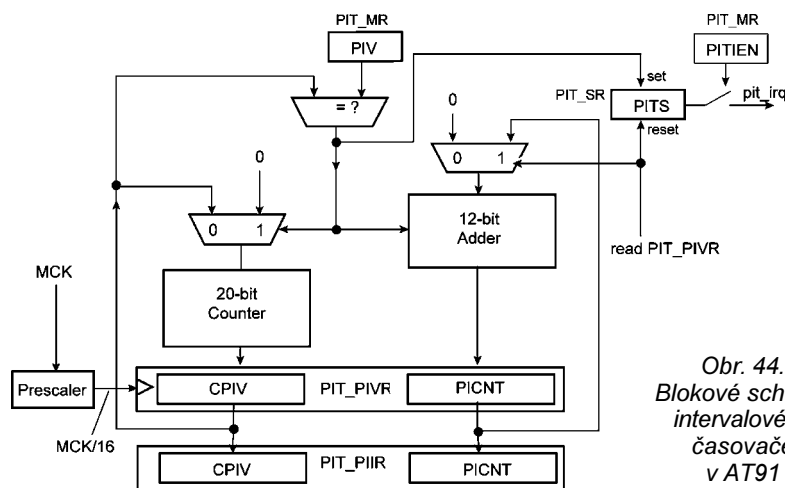 PIT_MR
PIV
PIT_MR
PITIEN
= ?
set
PIT_SR
PITS
pit_irq
reset
0
0 1
0
0 1
12-bit
Adder
read PIT_PIVR
MCK
20-bit
Counter
Prescaler
MCK/16
CPIV
PIT_PIVR
PICNT
CPIV
PIT_PIIR
PICNT
Obr. 44.
Blokové sch
intervalové
časovače
v AT91